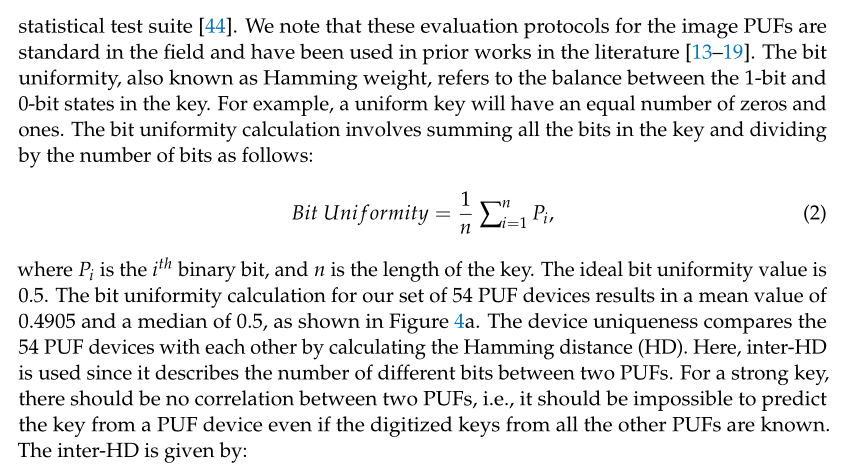 statistical test suite [44]. We note that these evaluation protocols for the image PUFs are
standard in the field and have been used in prior works in the literature [13–19]. The bit
uniformity, also known as Hamming weight, refers to the balance between the 1-bit and
0-bit states in the key. For example, a uniform key will have an equal number of zeros and
ones. The bit uniformity calculation involves summing all the bits in the key and dividing
by the number of bits as follows:
Bit Uniformity = \frac{1}{n} \sum_{i=1}^{n} P_i, (2)
where P_i is the i^{th} binary bit, and n is the length of the key. The ideal bit uniformity value is
0.5. The bit uniformity calculation for our set of 54 PUF devices results in a mean value of
0.4905 and a median of 0.5, as shown in Figure 4a. The device uniqueness compares the
54 PUF devices with each other by calculating the Hamming distance (HD). Here, inter-HD
is used since it describes the number of different bits between two PUFs. For a strong key,
there should be no correlation between two PUFs, i.e., it should be impossible to predict
the key from a PUF device even if the digitized keys from all the other PUFs are known.
The inter-HD is given by: